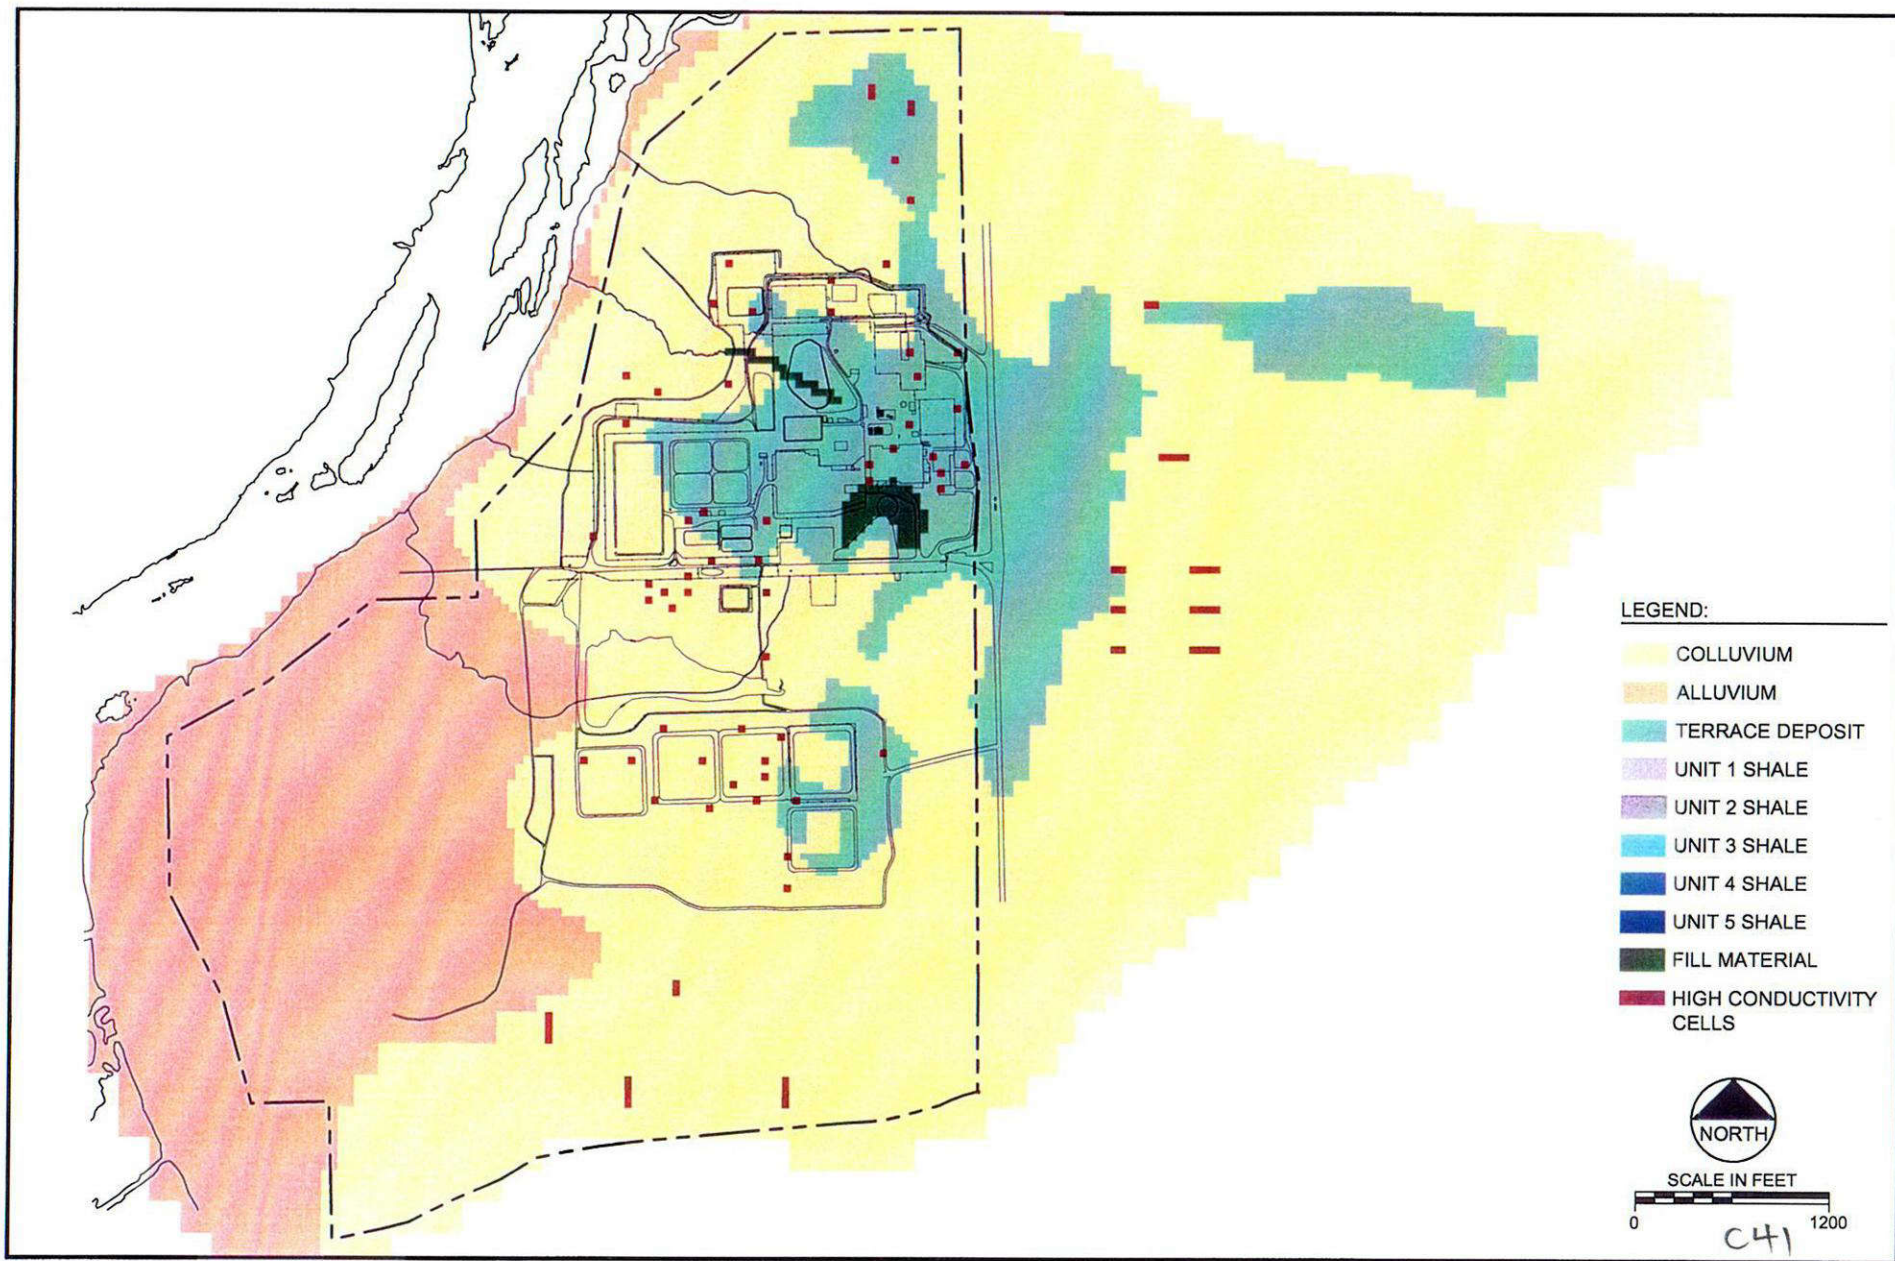 LEGEND:
COLLUVIUM
ALLUVIUM
TERRACE DEPOSIT
UNIT 1 SHALE
UNIT 2 SHALE
UNIT 3 SHALE
UNIT 4 SHALE
UNIT 5 SHALE
FILL MATERIAL
HIGH CONDUCTIVITY
CELLS
NORTH
SCALE IN FEET
0 1200
C41